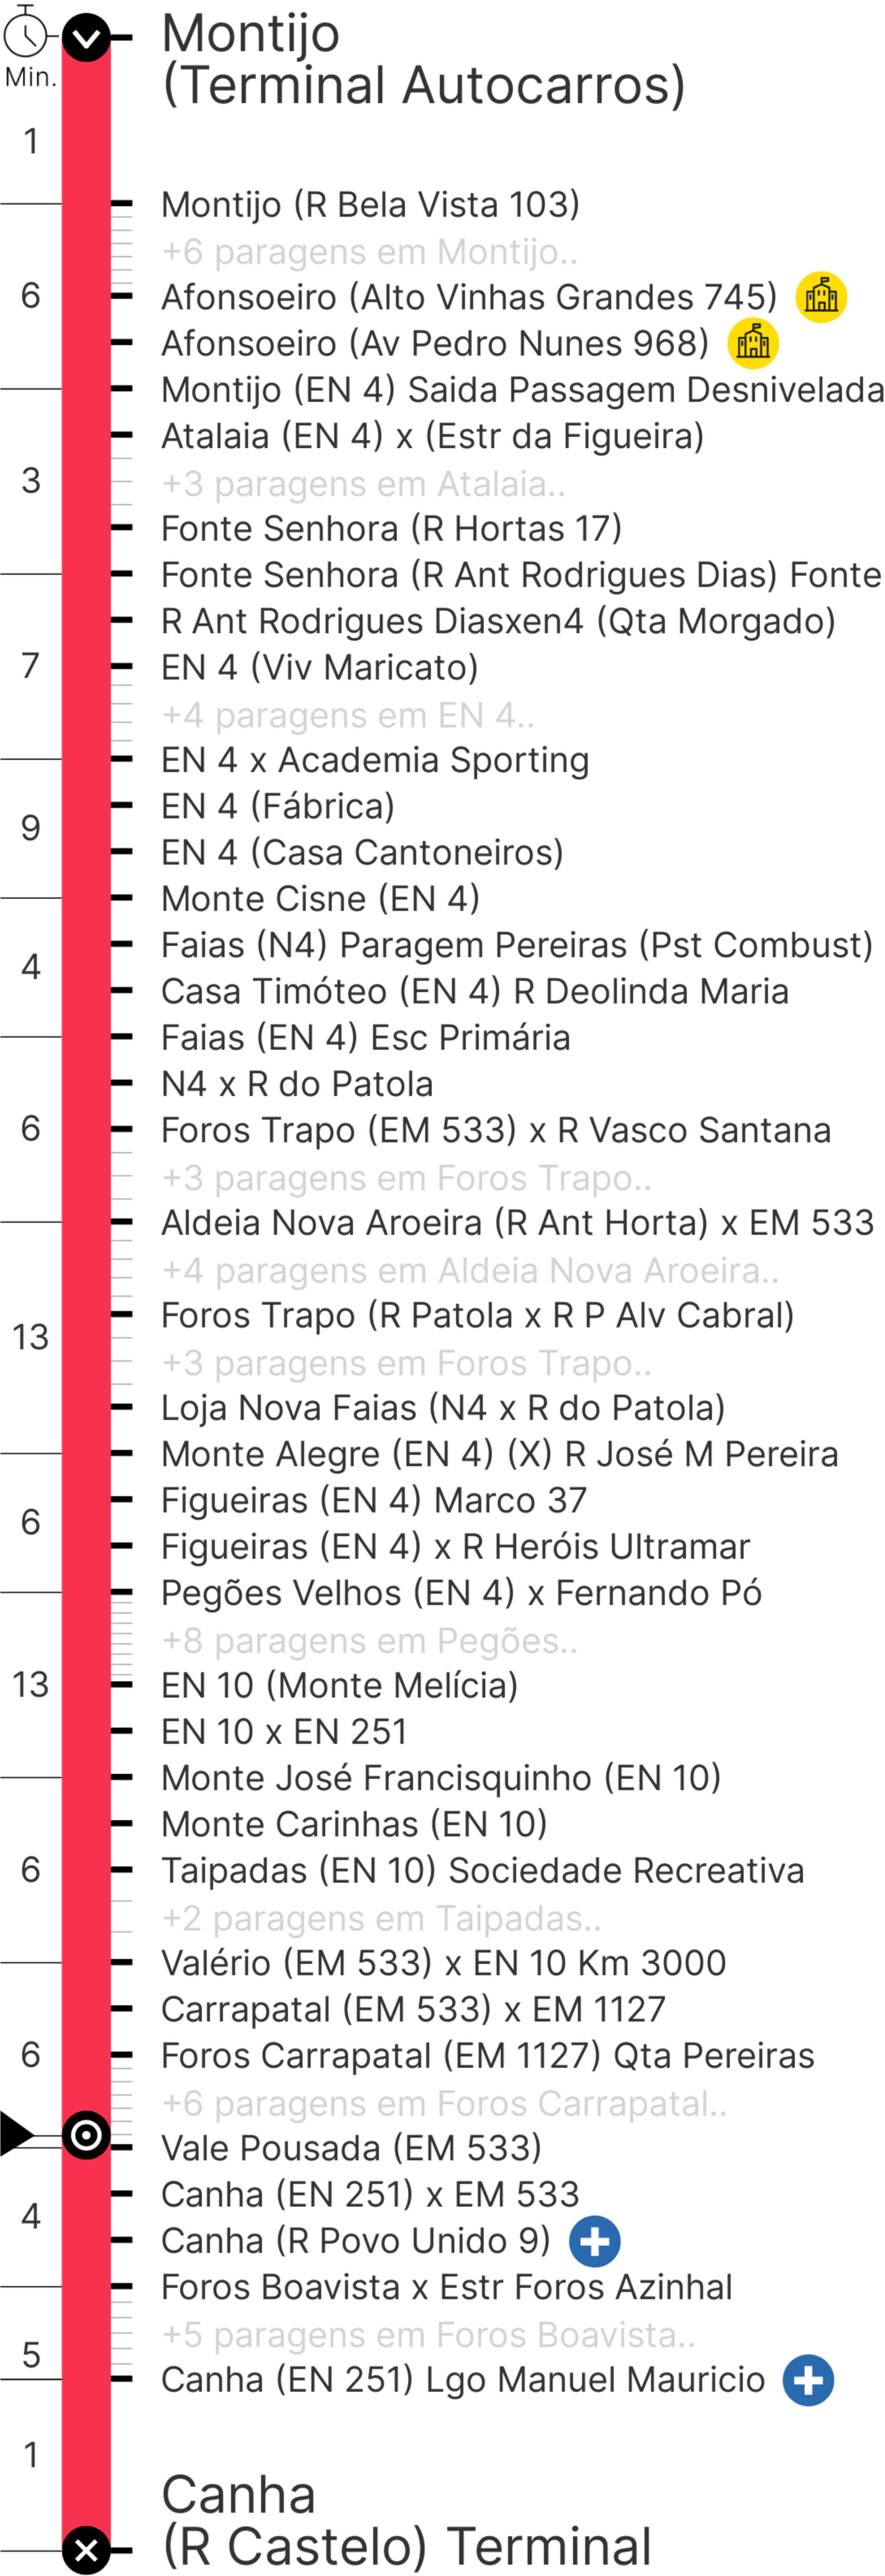 Montijo
(Terminal Autocarros)
Min.
1
Montijo (R Bela Vista 103)
+6 paragens em Montijo..
6
Afonsoeiro (Alto Vinhas Grandes 745)
Afonsoeiro (Av Pedro Nunes 968)
Montijo (EN 4) Saida Passagem Desnivelada
Atalaia (EN 4) x (Estr da Figueira)
3
+3 paragens em Atalaia..
Fonte Senhora (R Hortas 17)
Fonte Senhora (R Ant Rodrigues Dias) Fonte
R Ant Rodrigues Diasxen4 (Qta Morgado)
7
EN 4 (Viv Maricato)
+4 paragens em EN 4..
EN 4 x Academia Sporting
EN 4 (Fábrica)
9
EN 4 (Casa Cantoneiros)
Monte Cisne (EN 4)
Faias (N4) Paragem Pereiras (Pst Combust)
4
Casa Timóteo (EN 4) R Deolinda Maria
Faias (EN 4) Esc Primária
N4 x R do Patola
6
Foros Trapo (EM 533) x R Vasco Santana
+3 paragens em Foros Trapo..
Aldeia Nova Aroeira (R Ant Horta) x EM 533
+4 paragens em Aldeia Nova Aroeira..
Foros Trapo (R Patola x R P Alv Cabral)
13
+3 paragens em Foros Trapo..
Loja Nova Faias (N4 x R do Patola)
Monte Alegre (EN 4) (X) R José M Pereira
Figueiras (EN 4) Marco 37
6
Figueiras (EN 4) x R Heróis Ultramar
Pegões Velhos (EN 4) x Fernando Pó
+8 paragens em Pegões..
13
EN 10 (Monte Melícia)
EN 10 x EN 251
Monte José Francisquinho (EN 10)
Monte Carinhas (EN 10)
6
Taipadas (EN 10) Sociedade Recreativa
+2 paragens em Taipadas..
Valério (EM 533) x EN 10 Km 3000
Carrapatal (EM 533) x EM 1127
6
Foros Carrapatal (EM 1127) Qta Pereiras
+6 paragens em Foros Carrapatal..
Vale Pousada (EM 533)
Canha (EN 251) x EM 533
4
Canha (R Povo Unido 9)
Foros Boavista x Estr Foros Azinhal
+5 paragens em Foros Boavista..
5
Canha (EN 251) Lgo Manuel Mauricio
1
Canha
(R Castelo) Terminal